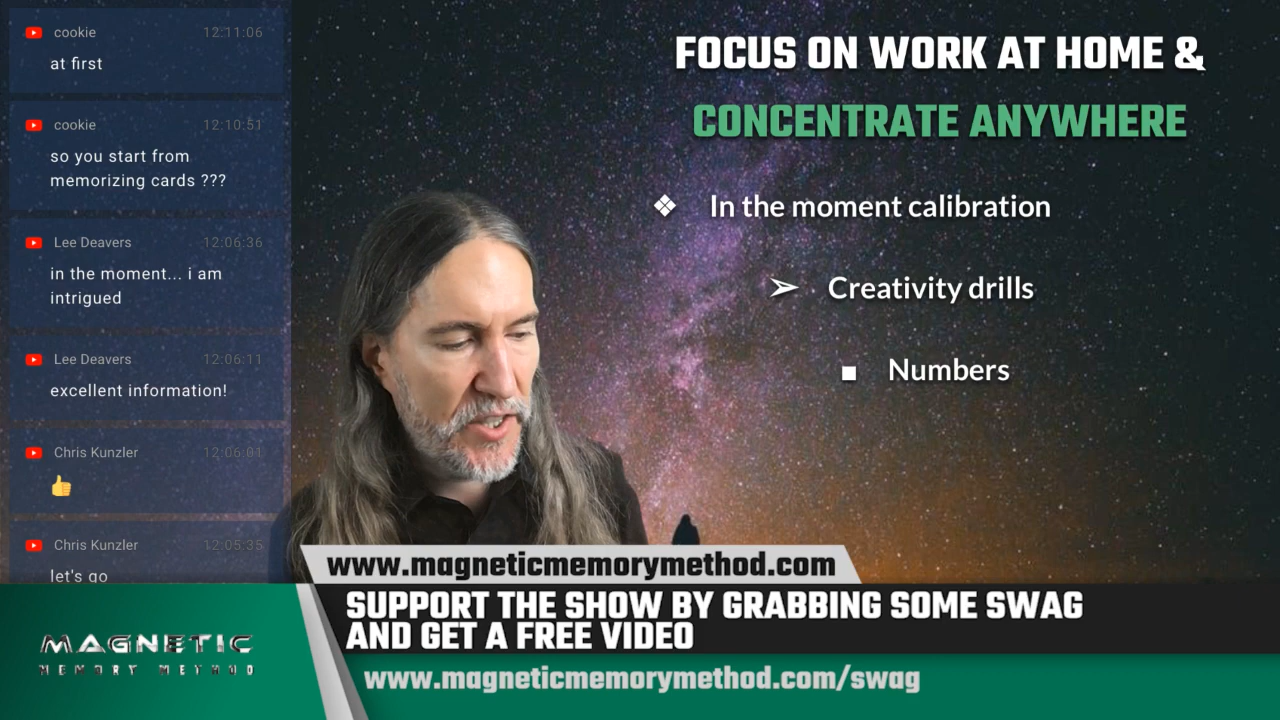 cookie 12:11:06
at first
cookie 12:10:51
so you start from
memorizing cards ???
Lee Deavers 12:06:36
in the moment... i am
intrigued
Lee Deavers 12:06:11
excellent information!
Chris Kunzler 12:06:01
👍
Chris Kunzler 12:05:35
let's go
FOCUS ON WORK AT HOME &
CONCENTRATE ANYWHERE
❖ In the moment calibration
➢ Creativity drills
▪ Numbers
www.magneticmemorymethod.com
SUPPORT THE SHOW BY GRABBING SOME SWAG
AND GET A FREE VIDEO
www.magneticmemorymethod.com/swag
MAGNETIC
MEMORY METHOD